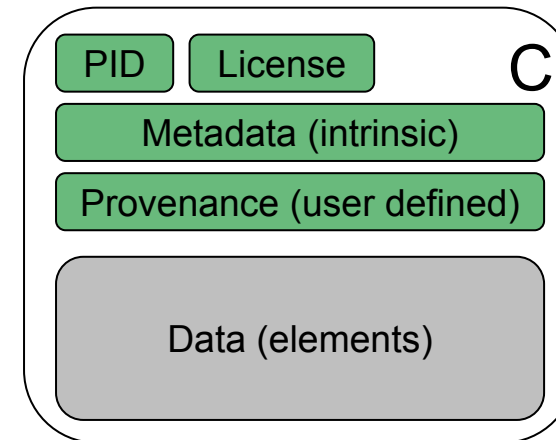 PID License C
Metadata (intrinsic)
Provenance (user defined)
Data (elements)